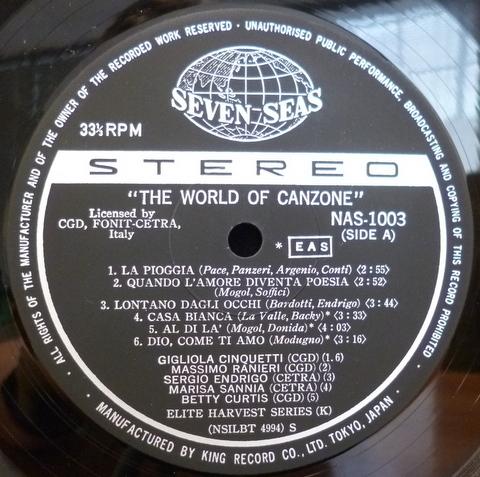 ALL RIGHTS OF THE MANUFACTURER AND OF THE OWNER OF THE RECORDED WORK RESERVED · UNAUTHORISED PUBLIC PERFORMANCE, BROADCASTING AND COPYING OF THIS RECORD PROHIBITED ·
SEVEN-SEAS
33⅓ RPM
STEREO
"THE WORLD OF CANZONE"
Licensed by
CGD, FONIT-CETRA,
Italy
NAS-1003
(SIDE A)
* EAS
1. LA PIOGGIA (Pace, Panzeri, Argenio, Conti) <2:55>
2. QUANDO L'AMORE DIVENTA POESIA <2:52>
(Mogol, Soffici)
3. LONTANO DAGLI OCCHI (Bardotti, Endrigo) <3:44>
4. CASA BIANCA (La Valle, Backy)* <3:33>
5. AL DI LA' (Mogol, Donida)* <4:03>
6. DIO, COME TI AMO (Modugno)* <3:16>
GIGLIOLA CINQUETTI (CGD) (1.6)
MASSIMO RANIERI (CGD) (2)
SERGIO ENDRIGO (CETRA) (3)
MARISA SANNIA (CETRA) (4)
BETTY CURTIS (CGD) (5)
ELITE HARVEST SERIES (K)
(NSILBT 4994) S
MANUFACTURED BY KING RECORD CO., LTD. TOKYO, JAPAN ·